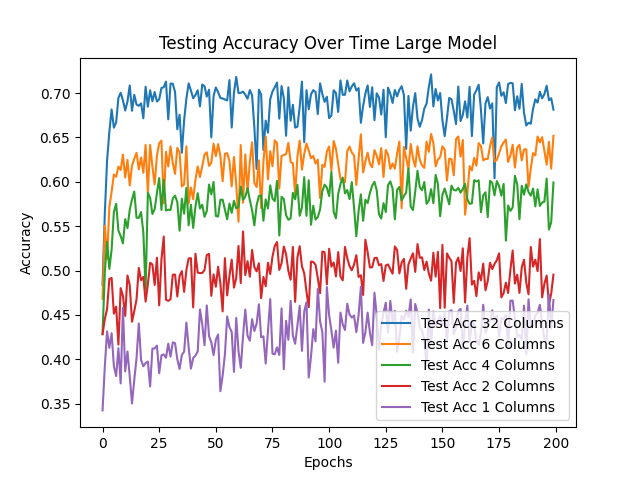 Testing Accuracy Over Time Large Model
Accuracy
0.70
0.65
0.60
0.55
0.50
0.45
0.40
0.35
Test Acc 32 Columns
Test Acc 6 Columns
Test Acc 4 Columns
Test Acc 2 Columns
Test Acc 1 Columns
0 25 50 75 100 125 150 175 200
Epochs